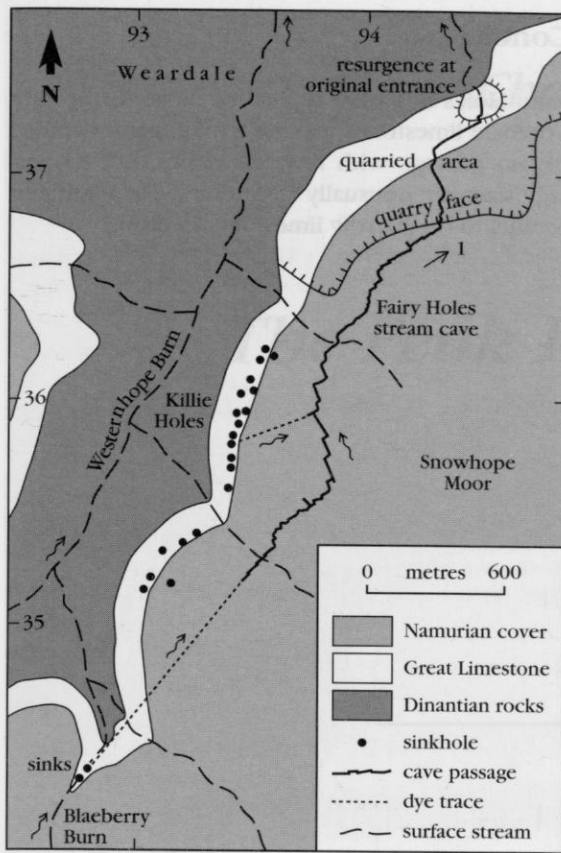 93
94
Weardale
resurgence at
original entrance
N
37
quarried area
quarry face
1
Fairy Holes
stream cave
Westernhope Burn
36
Killie
Holes
Snowhope
Moor
35
0 metres 600
Namurian cover
Great Limestone
Dinantian rocks
sinkhole
cave passage
dye trace
surface stream
sinks
Blaeberry
Burn